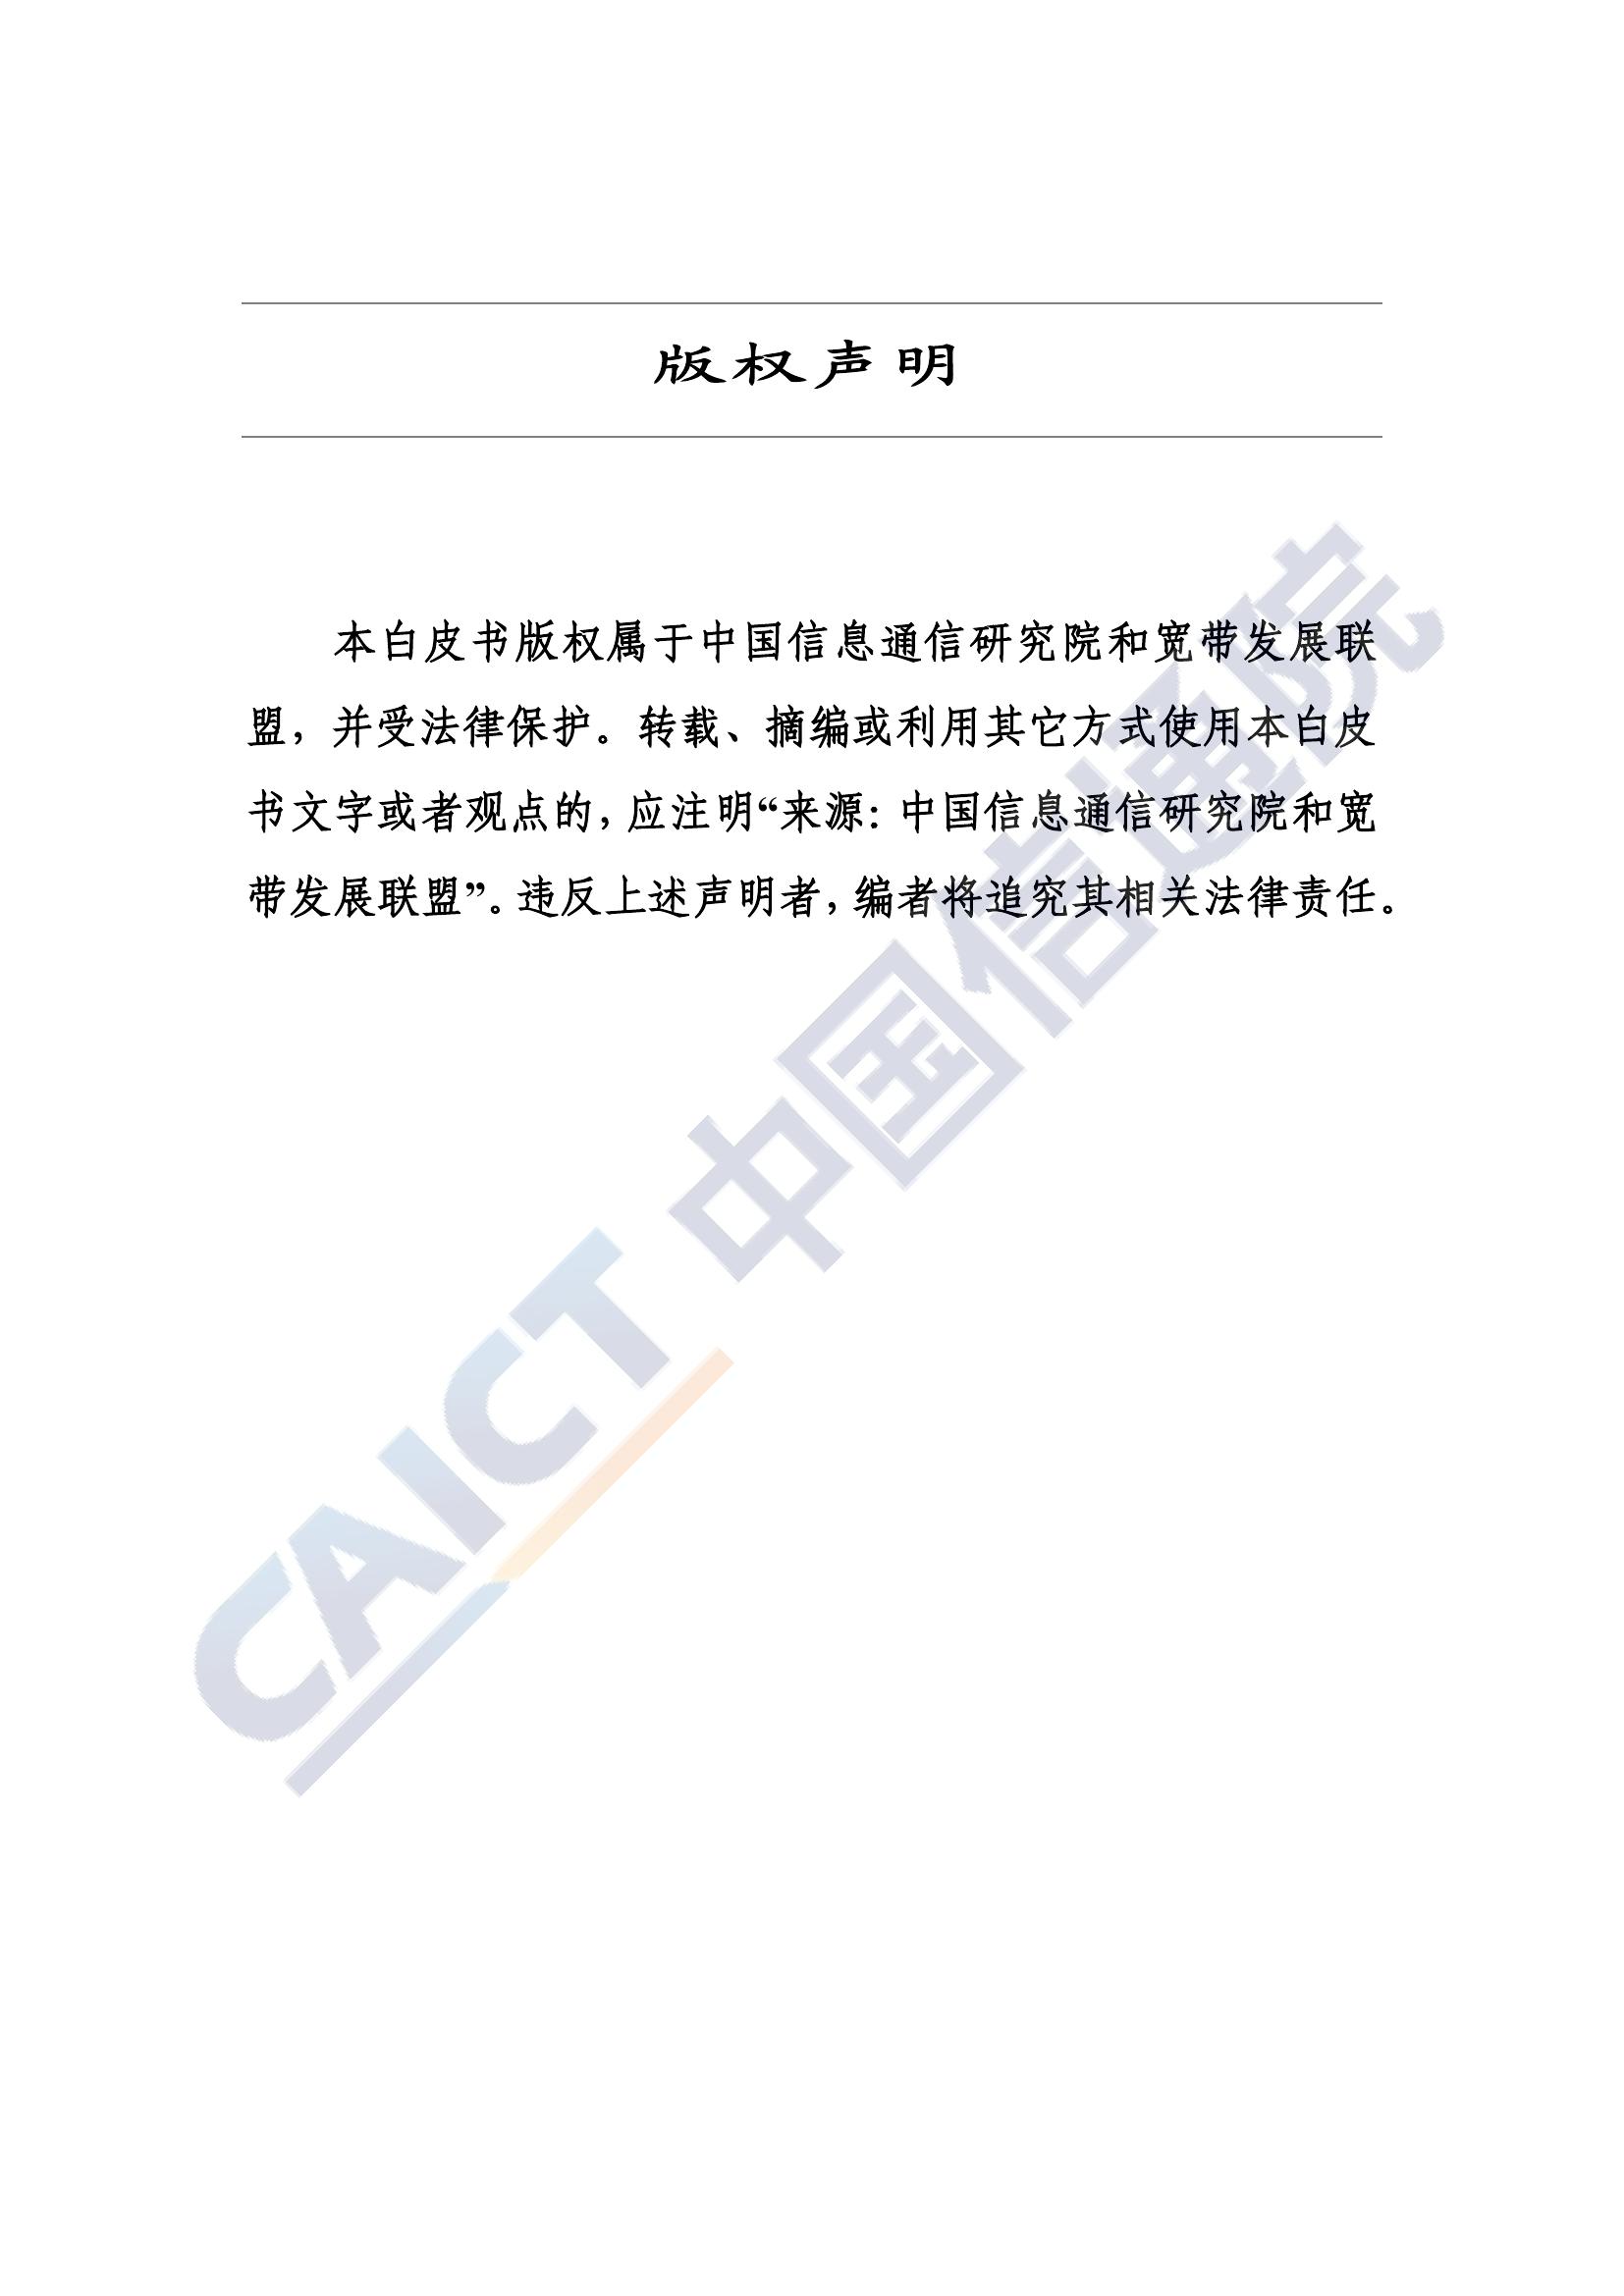 版权声明
本白皮书版权属于中国信息通信研究院和宽带发展联
盟，并受法律保护。转载、摘编或利用其它方式使用本白皮
书文字或者观点的，应注明“来源：中国信息通信研究院和宽
带发展联盟”。违反上述声明者，编者将追究其相关法律责任。
CAICT 中国信通院